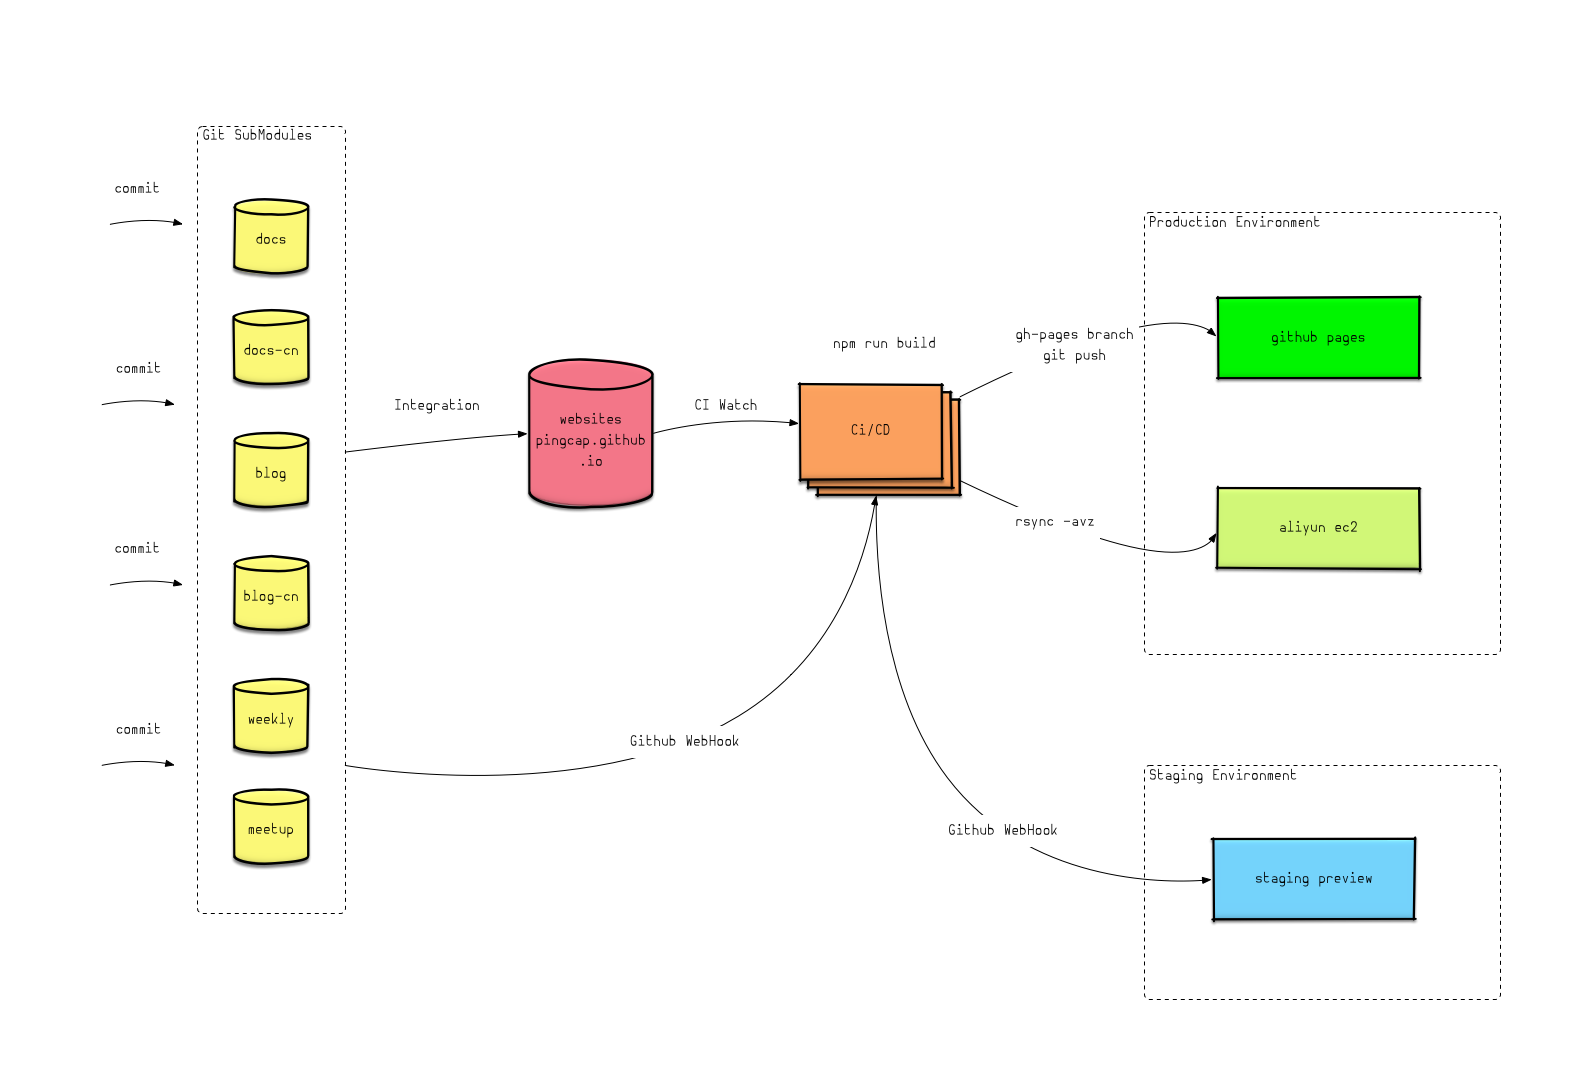 Git SubModules
commit
docs
docs-cn
commit
blog
commit
blog-cn
weekly
commit
meetup
Integration
websites
pingcap.github
.io
CI Watch
npm run build
Ci/CD
gh-pages branch
git push
rsync -avz
Github WebHook
Github WebHook
Production Environment
github pages
aliyun ec2
Staging Environment
staging preview